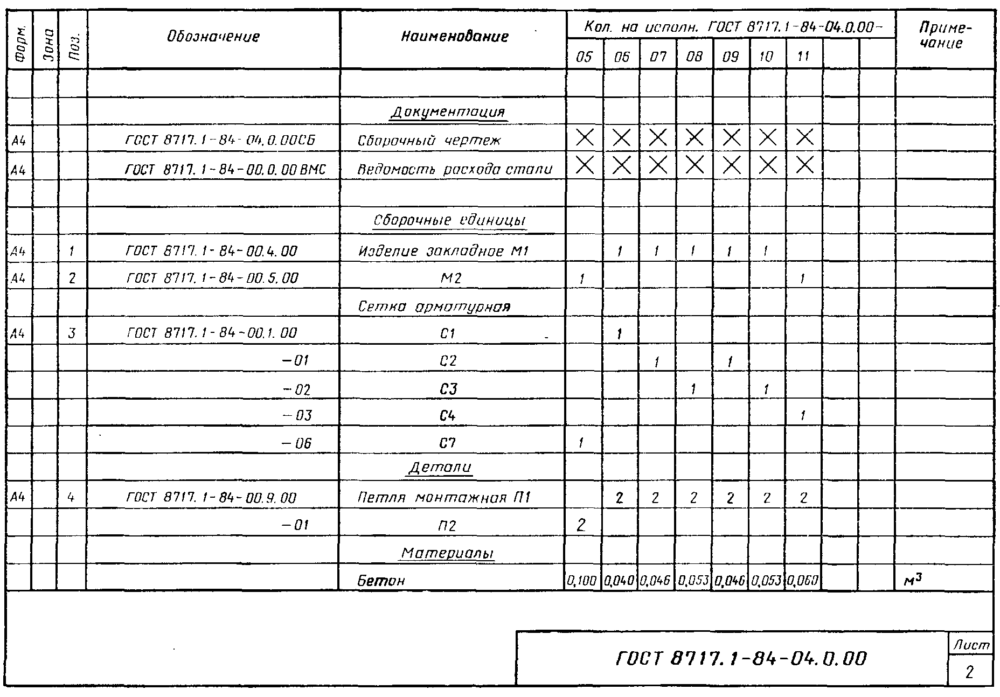 Форм. Зона Поз. Обозначение Наименование Кол. на исполн. ГОСТ 8717.1-84-04.0.00- Приме-
чание
05 06 07 08 09 10 11
Документация
А4 ГОСТ 8717.1-84-04.0.00СБ Сборочный чертеж X X X X X X X
А4 ГОСТ 8717.1-84-00.0.00ВМС Ведомость расхода стали X X X X X X X
Сборочные единицы
А4 1 ГОСТ 8717.1-84-00.4.00 Изделие закладное М1 1 1 1 1 1
А4 2 ГОСТ 8717.1-84-00.5.00 М2 1 1
Сетка арматурная
А4 3 ГОСТ 8717.1-84-00.1.00 С1 1
-01 С2 1 1
-02 С3 1 1
-03 С4 1
-06 С7 1
Детали
А4 4 ГОСТ 8717.1-84-00.9.00 Петля монтажная П1 2 2 2 2 2 2
-01 П2 2
Материалы
Бетон 0,100 0,040 0,046 0,053 0,046 0,053 0,060 м³
ГОСТ 8717.1-84-04.0.00
Лист
2